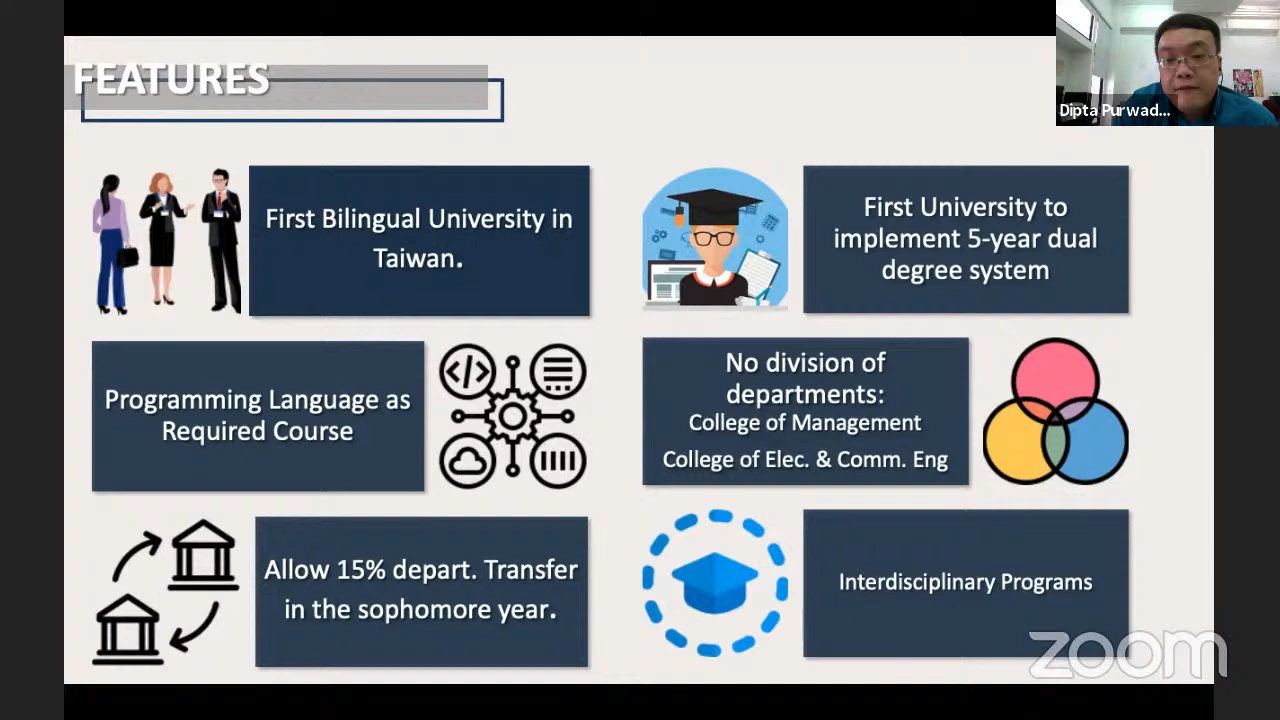 FEATURES
Dipta Purwad...
First Bilingual University in
Taiwan.
First University to
implement 5-year dual
degree system
Programming Language as
Required Course
No division of
departments:
College of Management
College of Elec. & Comm. Eng
Allow 15% depart. Transfer
in the sophomore year.
Interdisciplinary Programs
zoom